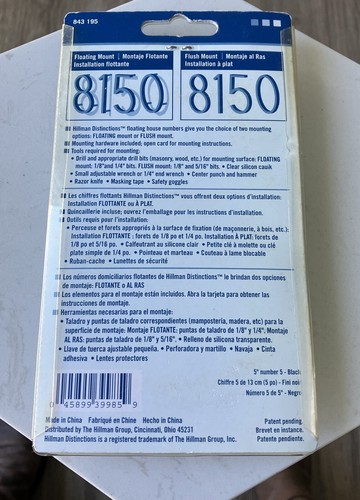 843 195
Floating Mount | Montaje Flotante
Installation flottante
Flush Mount | Montaje al Ras
Installation à plat
8150
8150
Hillman Distinctions™ floating house numbers give you the choice of two mounting
options: FLOATING mount or FLUSH mount.
Mounting hardware included; open card for mounting instructions.
Tools required for mounting:
• Drill and appropriate drill bits (masonry, wood, etc.) for mounting surface; FLOATING
mount: 1/8"and 1/4" bits. FLUSH mount: 1/8" and 5/16" bits. • Clear silicon caulk
• Small adjustable wrench or 1/4" end wrench • Center punch and hammer
• Razor knife • Masking tape • Safety goggles
Les chiffres flottants Hillman Distinctions™ vous offrent deux options d'installation:
Installation FLOTTANTE ou À PLAT.
Quincaillerie incluse; ouvrez l'emballage pour les instructions d'installation.
Outils requis pour l'installation:
• Perceuse et forets appropriés à la surface de fixation (de maçonnerie, à bois, etc.):
Installation FLOTTANTE : forets de 1/8 po et 1/4 po. Installation À PLAT: forets de
1/8 po et 5/16 po. • Calfeutrant au silicone clair • Petite clé à molette ou clé
plate simple de 1/4 po. • Pointeau et marteau • Couteau à lame blocable
• Ruban-cache • Lunettes de sécurité
Los números domiciliarios flotantes de Hillman Distinctions™ le brindan dos opciones
de montaje: FLOTANTE o AL RAS
Los elementos para el montaje están incluidos. Abra la tarjeta para obtener las
instrucciones de montaje.
Herramientas necesarias para el montaje:
• Taladro y puntas de taladro correspondientes (mampostería, madera, etc) para la
superficie de montaje: Montaje FLOTANTE: puntas de taladro de 1/8" y 1/4". Montaje
AL RAS: puntas de taladro de 1/8" y 5/16". • Relleno de silicona transparente.
• Llave de tuerca ajustable pequeña. • Perforadora y martillo • Navaja • Cinta
adhesiva • Lentes protectores
5" number 5 - Black
Chiffre 5 de 13 cm (5 po) - Fini noir
Número 5 de 5" - Negro
0 45899 39985 9
Made in China Fabriqué en Chine Hecho en China
Distributed by The Hillman Group, Cincinnati, Ohio 45231
Hillman Distinctions is a registered trademark of The Hillman Group, Inc.
Patent pending.
Brevet en instance.
Patente pendiente.